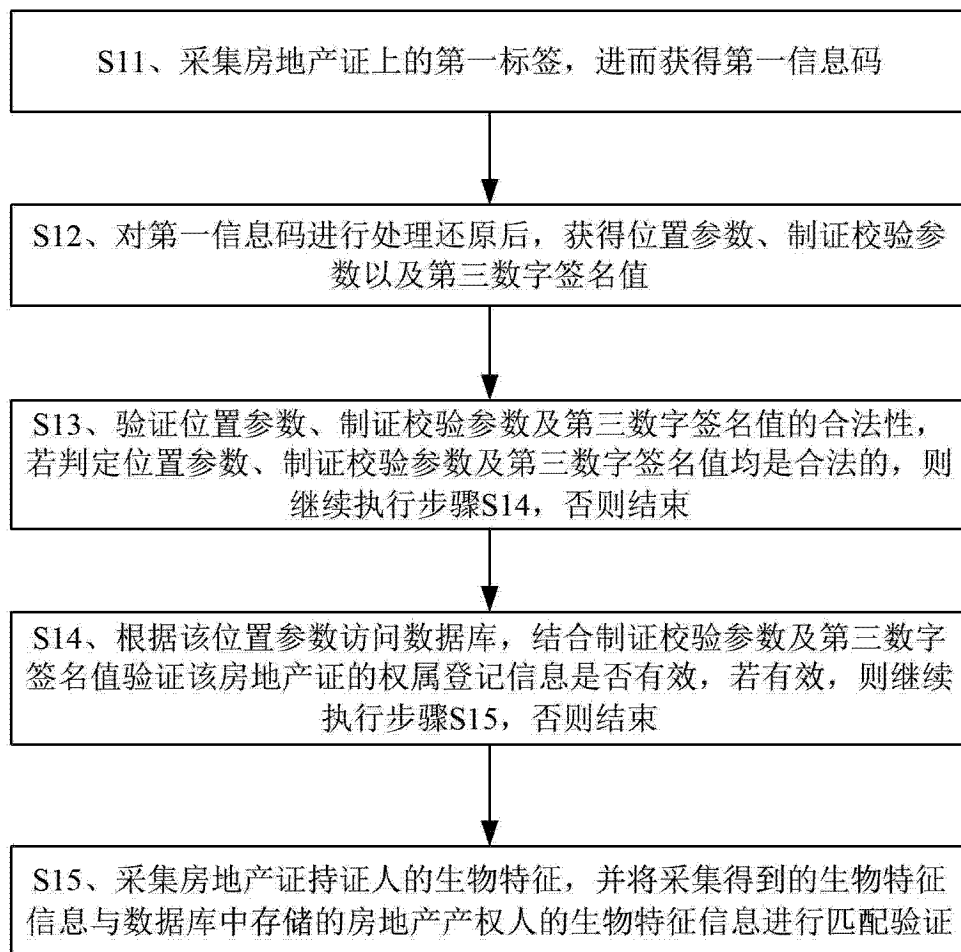 S11、采集房地产证上的第一标签，进而获得第一信息码
S12、对第一信息码进行处理还原后，获得位置参数、制证校验参
数以及第三数字签名值
S13、验证位置参数、制证校验参数及第三数字签名值的合法性，
若判定位置参数、制证校验参数及第三数字签名值均是合法的，则
继续执行步骤S14，否则结束
S14、根据该位置参数访问数据库，结合制证校验参数及第三数字
签名值验证该房地产证的权属登记信息是否有效，若有效，则继续
执行步骤S15，否则结束
S15、采集房地产证持证人的生物特征，并将采集得到的生物特征
信息与数据库中存储的房地产产权人的生物特征信息进行匹配验证